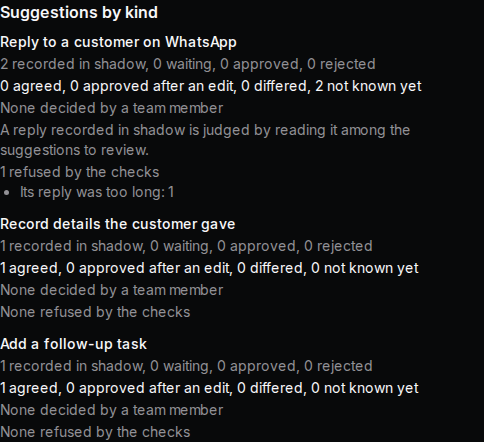 Suggestions by kind
Reply to a customer on WhatsApp
2 recorded in shadow, 0 waiting, 0 approved, 0 rejected
0 agreed, 0 approved after an edit, 0 differed, 2 not known yet
None decided by a team member
A reply recorded in shadow is judged by reading it among the
suggestions to review.
1 refused by the checks
• Its reply was too long: 1
Record details the customer gave
1 recorded in shadow, 0 waiting, 0 approved, 0 rejected
1 agreed, 0 approved after an edit, 0 differed, 0 not known yet
None decided by a team member
None refused by the checks
Add a follow-up task
1 recorded in shadow, 0 waiting, 0 approved, 0 rejected
1 agreed, 0 approved after an edit, 0 differed, 0 not known yet
None decided by a team member
None refused by the checks